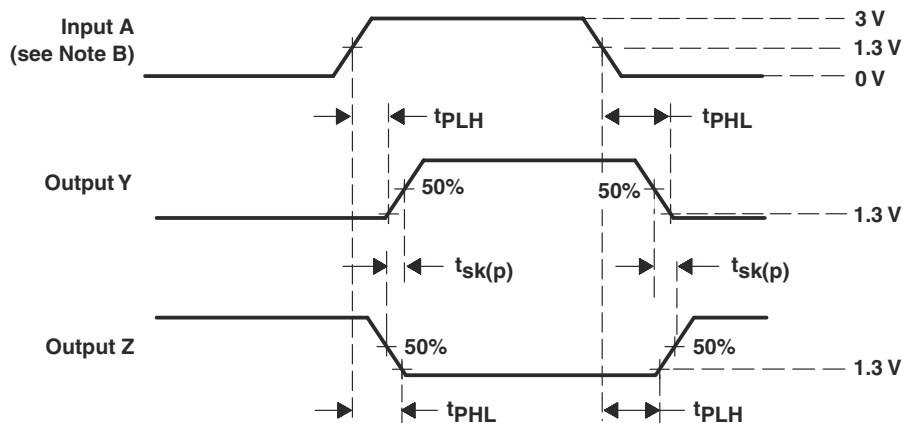 Input A
(see Note B)
3 V
1.3 V
0 V
tPLH
tPHL
Output Y
50%
50%
1.3 V
tsk(p)
tsk(p)
Output Z
50%
50%
1.3 V
tPHL
tPLH